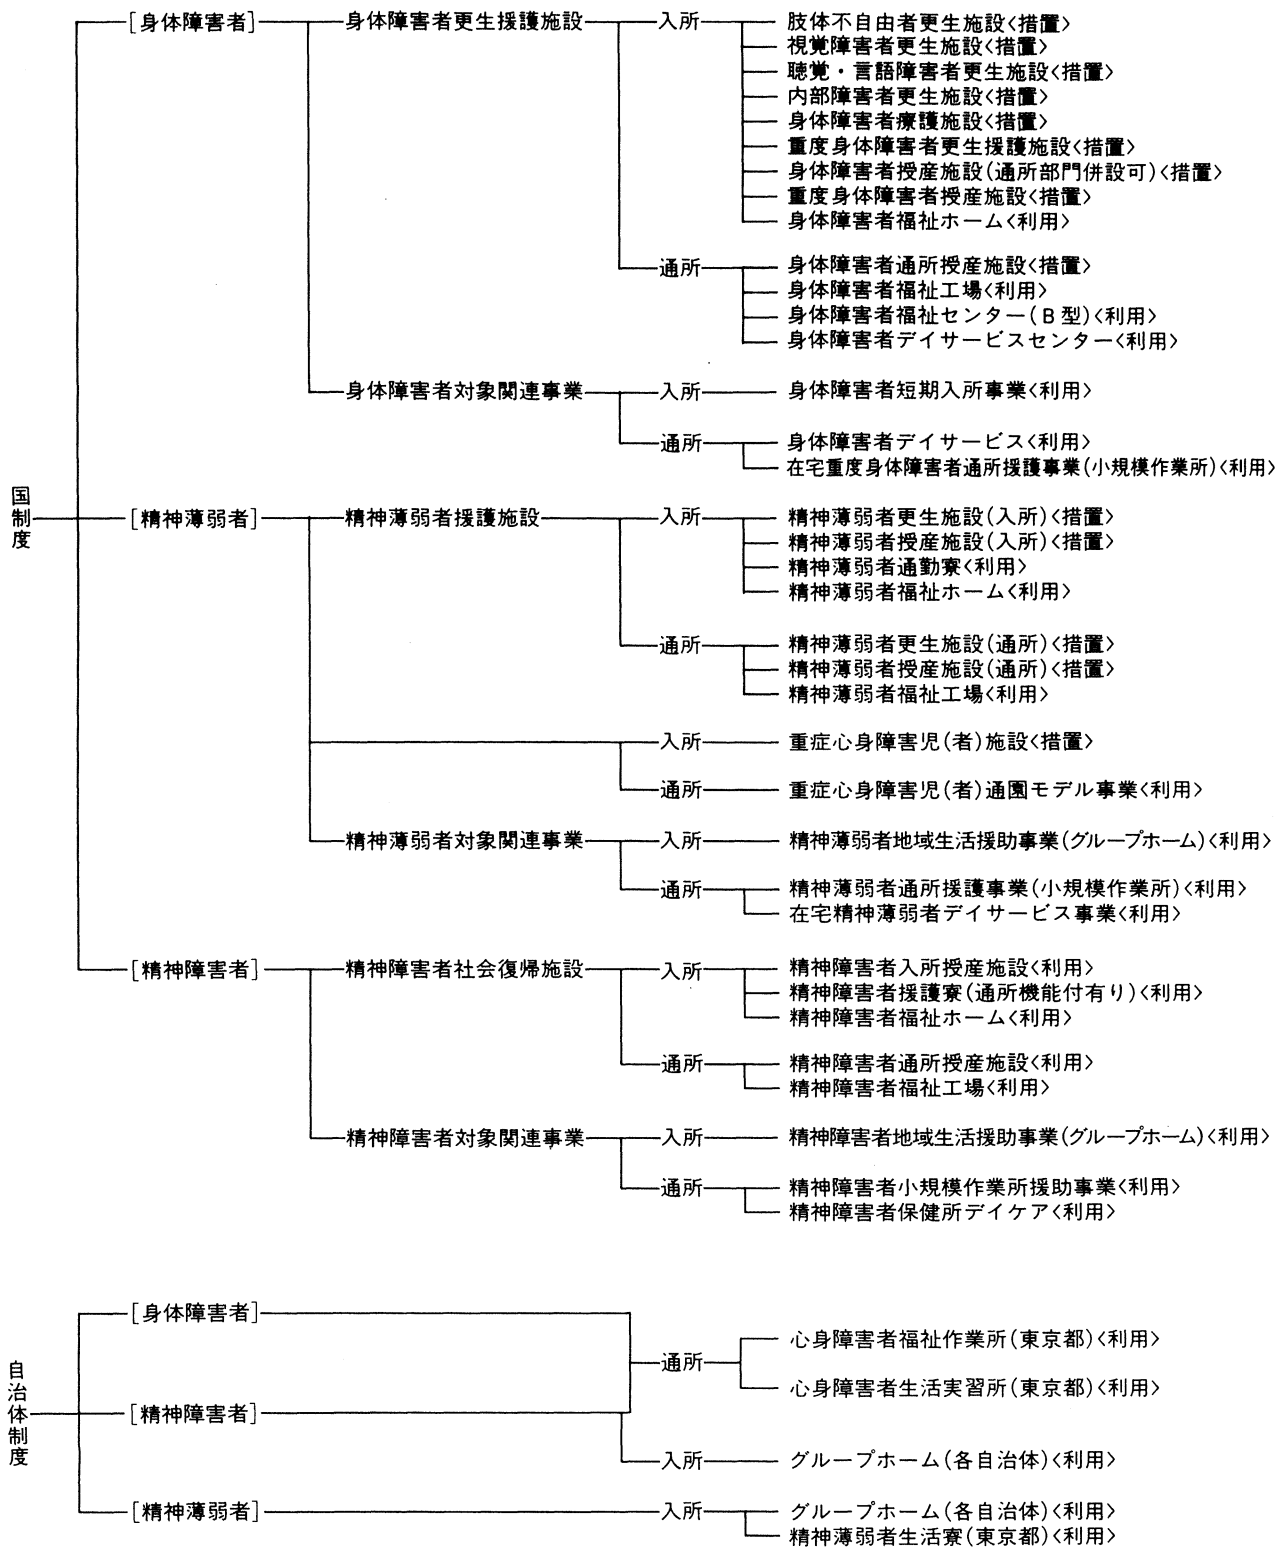 国制度
[身体障害者]
身体障害者更生援護施設
入所
肢体不自由者更生施設〈措置〉
視覚障害者更生施設〈措置〉
聴覚・言語障害者更生施設〈措置〉
内部障害者更生施設〈措置〉
身体障害者療護施設〈措置〉
重度身体障害者更生援護施設〈措置〉
身体障害者授産施設(通所部門併設可)〈措置〉
重度身体障害者授産施設〈措置〉
身体障害者福祉ホーム〈利用〉
通所
身体障害者通所授産施設〈措置〉
身体障害者福祉工場〈利用〉
身体障害者福祉センター(B型)〈利用〉
身体障害者デイサービスセンター〈利用〉
身体障害者対象関連事業
入所
身体障害者短期入所事業〈利用〉
通所
身体障害者デイサービス〈利用〉
在宅重度身体障害者通所援護事業(小規模作業所)〈利用〉
[精神薄弱者]
精神薄弱者援護施設
入所
精神薄弱者更生施設(入所)〈措置〉
精神薄弱者授産施設(入所)〈措置〉
精神薄弱者通勤寮〈利用〉
精神薄弱者福祉ホーム〈利用〉
通所
精神薄弱者更生施設(通所)〈措置〉
精神薄弱者授産施設(通所)〈措置〉
精神薄弱者福祉工場〈利用〉
入所
重症心身障害児(者)施設〈措置〉
通所
重症心身障害児(者)通園モデル事業〈利用〉
精神薄弱者対象関連事業
入所
精神薄弱者地域生活援助事業(グループホーム)〈利用〉
通所
精神薄弱者通所援護事業(小規模作業所)〈利用〉
在宅精神薄弱者デイサービス事業〈利用〉
[精神障害者]
精神障害者社会復帰施設
入所
精神障害者入所授産施設〈利用〉
精神障害者援護寮(通所機能付有り)〈利用〉
精神障害者福祉ホーム〈利用〉
通所
精神障害者通所授産施設〈利用〉
精神障害者福祉工場〈利用〉
精神障害者対象関連事業
入所
精神障害者地域生活援助事業(グループホーム)〈利用〉
通所
精神障害者小規模作業所援助事業〈利用〉
精神障害者保健所デイケア〈利用〉
自治体制度
[身体障害者]
通所
心身障害者福祉作業所(東京都)〈利用〉
心身障害者生活実習所(東京都)〈利用〉
[精神障害者]
入所
グループホーム(各自治体)〈利用〉
[精神薄弱者]
入所
グループホーム(各自治体)〈利用〉
精神薄弱者生活寮(東京都)〈利用〉